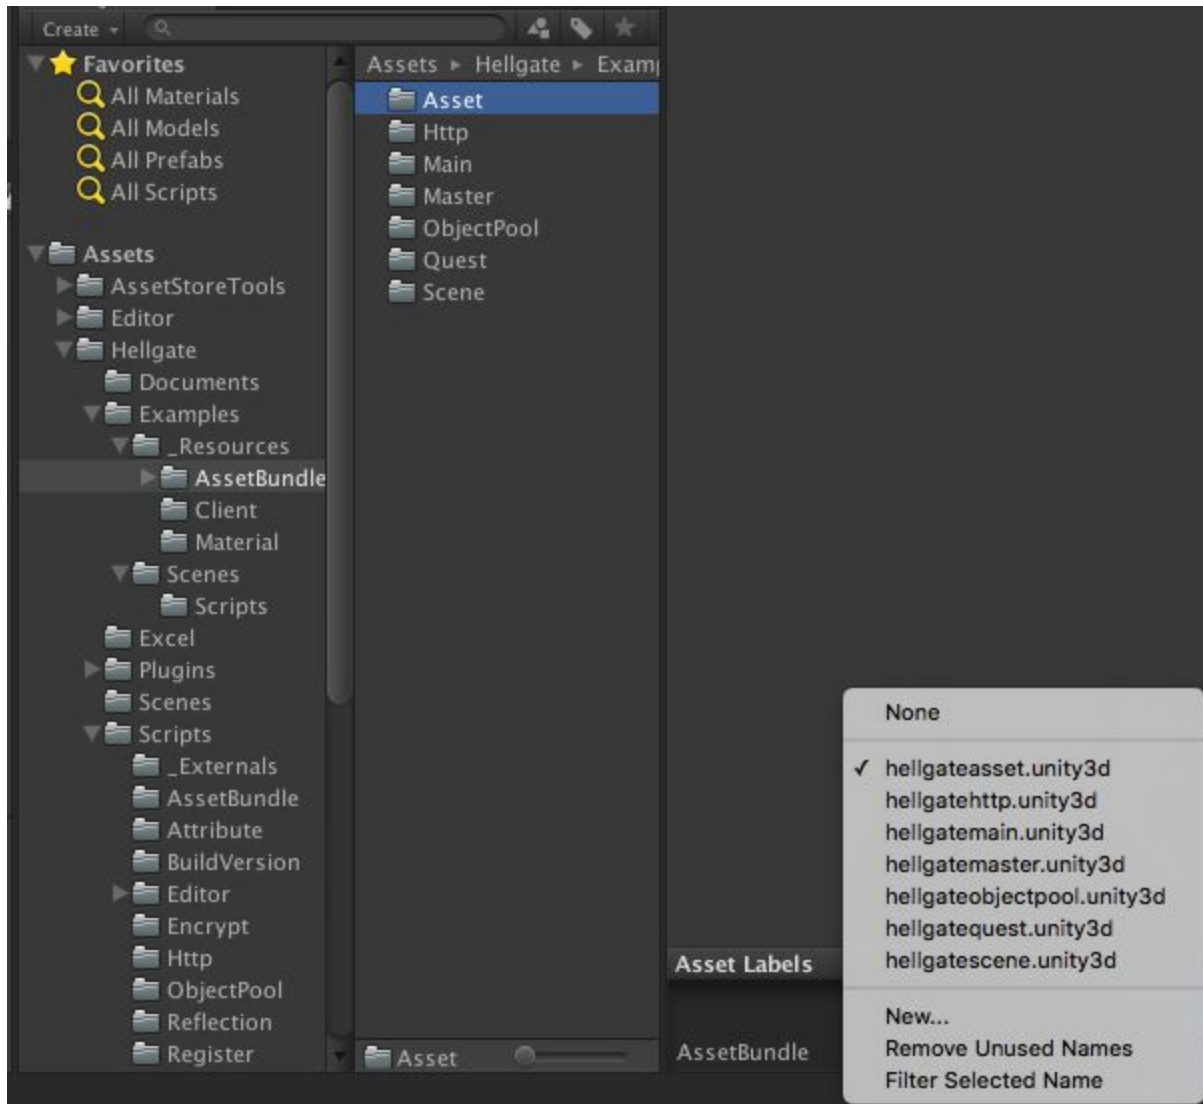 Create
Favorites
All Materials
All Models
All Prefabs
All Scripts
Assets
AssetStoreTools
Editor
Hellgate
Documents
Examples
_Resources
AssetBundle
Client
Material
Scenes
Scripts
Excel
Plugins
Scenes
Scripts
_Externals
AssetBundle
Attribute
BuildVersion
Editor
Encrypt
Http
ObjectPool
Reflection
Register
Assets ▸ Hellgate ▸ Exam
Asset
Http
Main
Master
ObjectPool
Quest
Scene
Asset
Asset Labels
AssetBundle
None
✓ hellgateasset.unity3d
hellgatehttp.unity3d
hellgatemain.unity3d
hellgatemaster.unity3d
hellgateobjectpool.unity3d
hellgatequest.unity3d
hellgatescene.unity3d
New...
Remove Unused Names
Filter Selected Name